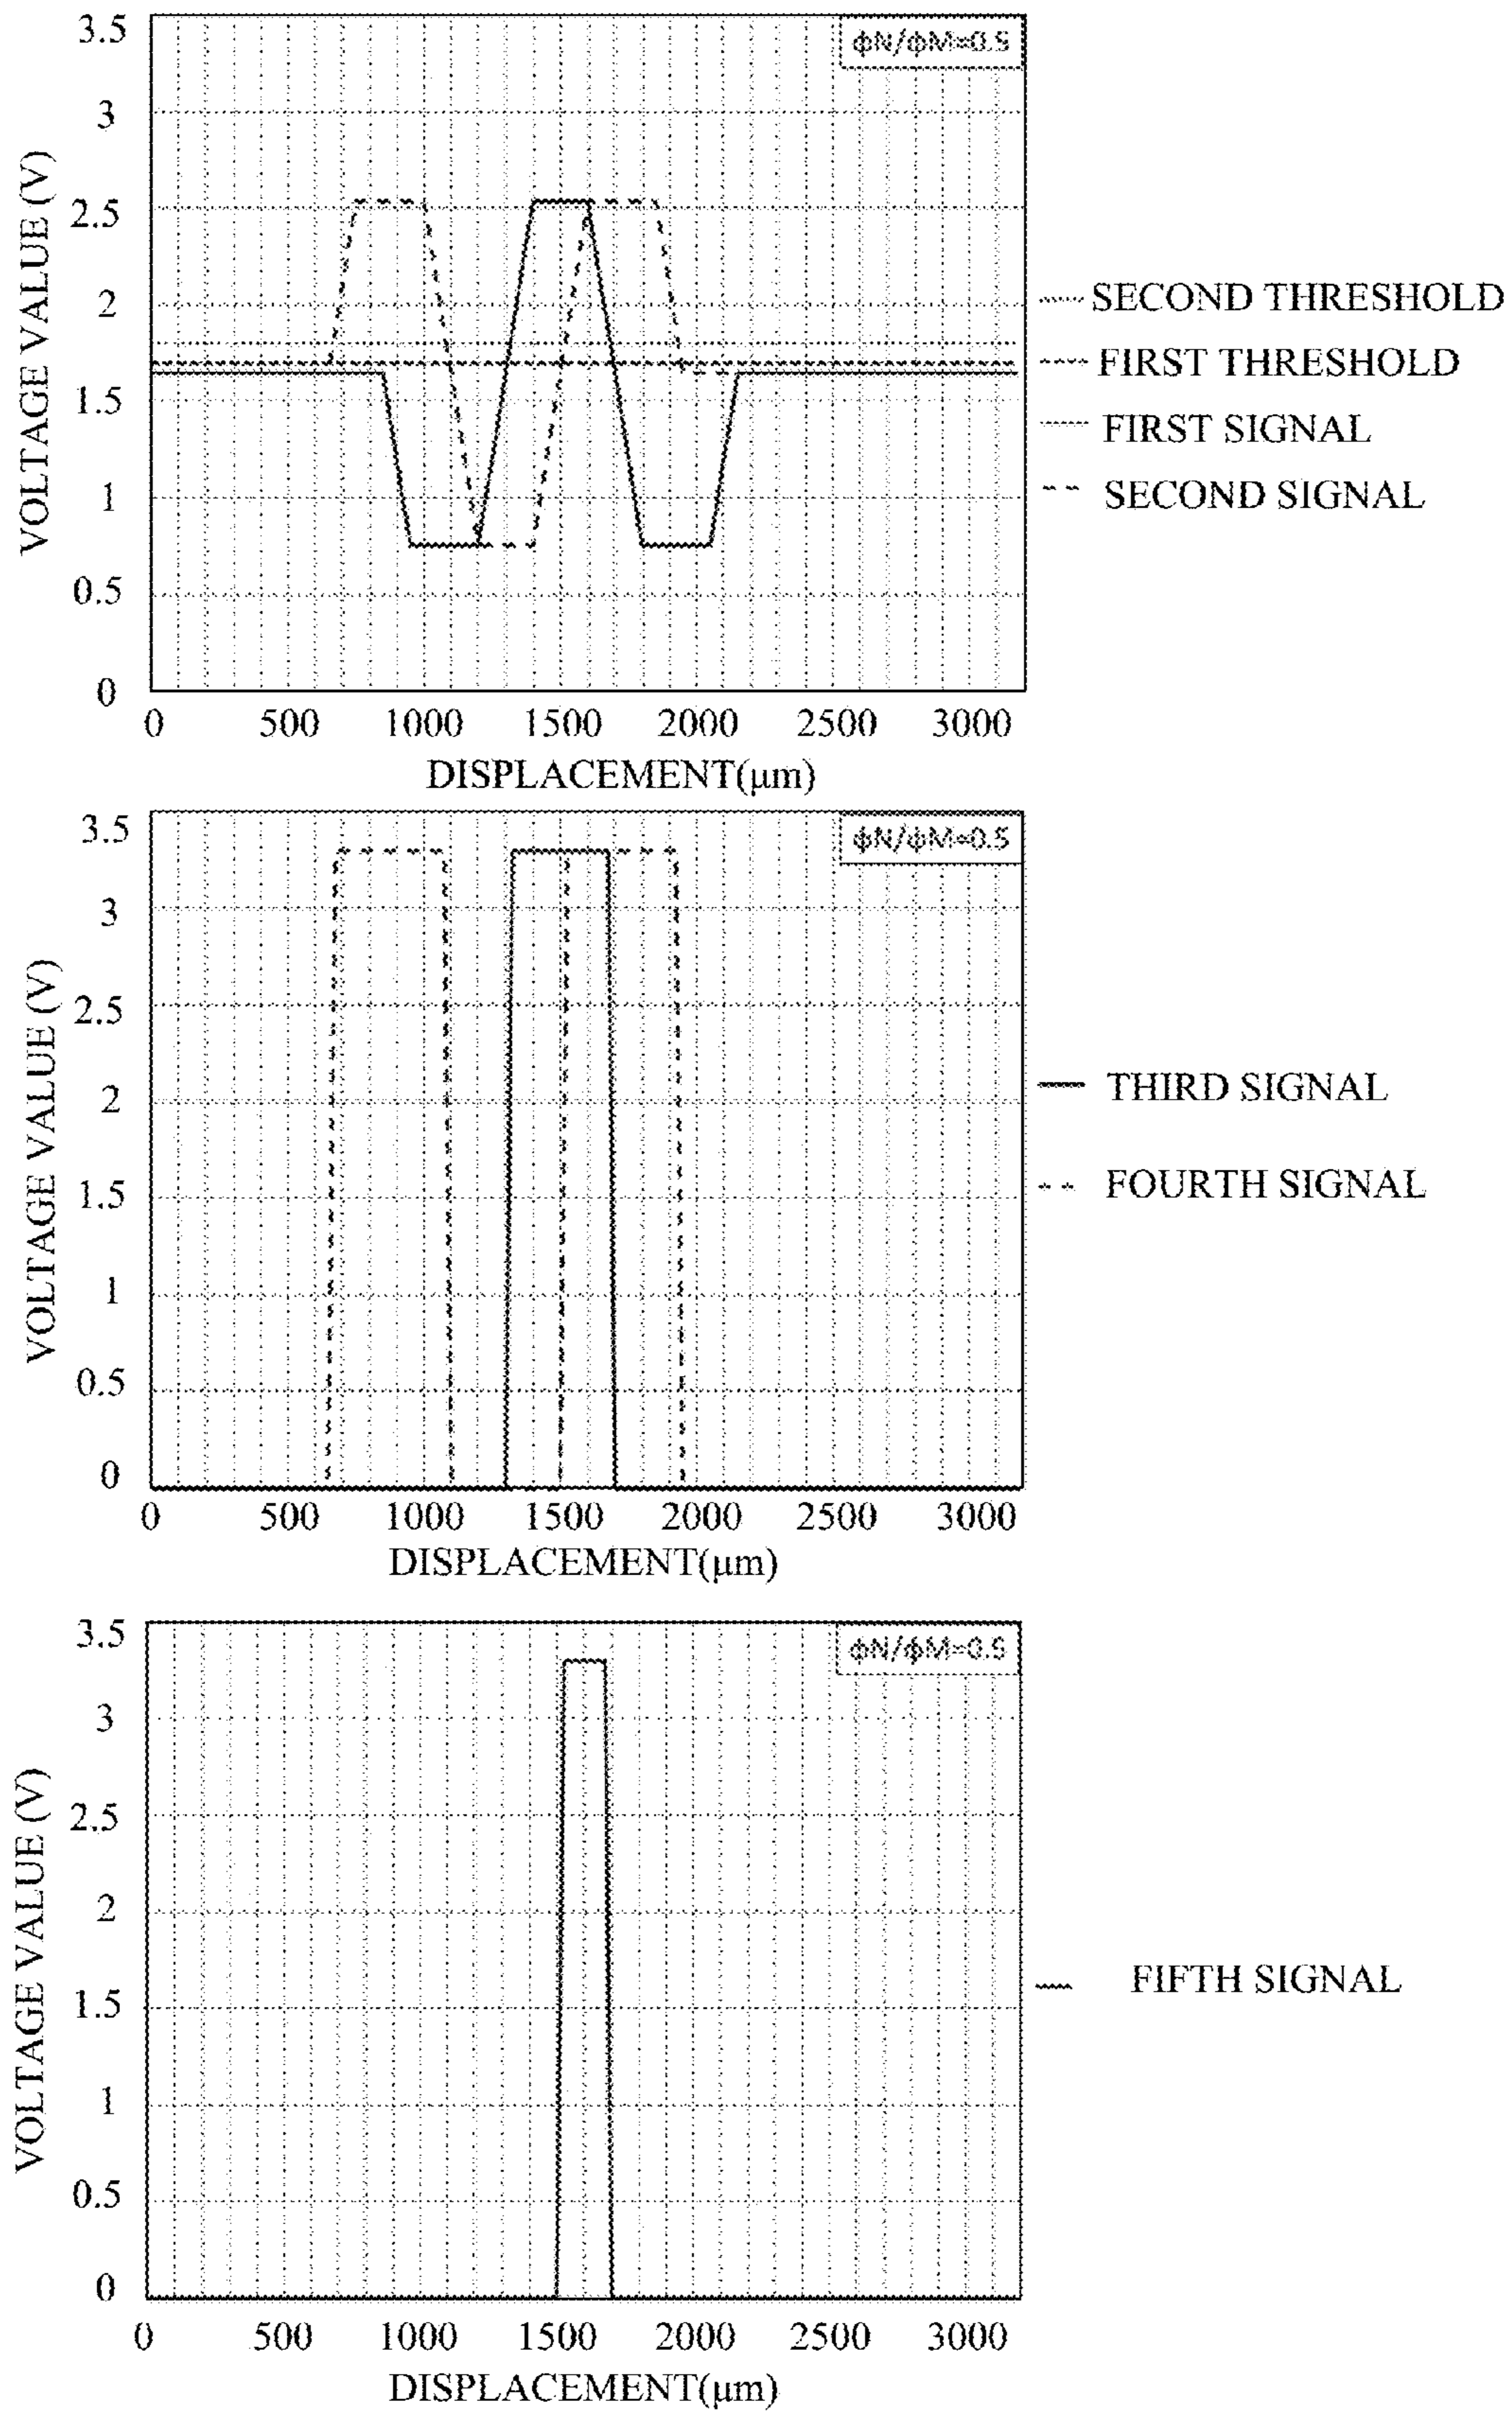 3.5
3
2.5
2
1.5
1
0.5
0
VOLTAGE VALUE (V)
ϕN/ϕM=0.5
0 500 1000 1500 2000 2500 3000
DISPLACEMENT(μm)
SECOND THRESHOLD
FIRST THRESHOLD
FIRST SIGNAL
SECOND SIGNAL
3.5
3
2.5
2
1.5
1
0.5
0
VOLTAGE VALUE (V)
ϕN/ϕM=0.5
0 500 1000 1500 2000 2500 3000
DISPLACEMENT(μm)
THIRD SIGNAL
FOURTH SIGNAL
3.5
3
2.5
2
1.5
1
0.5
0
VOLTAGE VALUE (V)
ϕN/ϕM=0.5
0 500 1000 1500 2000 2500 3000
DISPLACEMENT(μm)
FIFTH SIGNAL